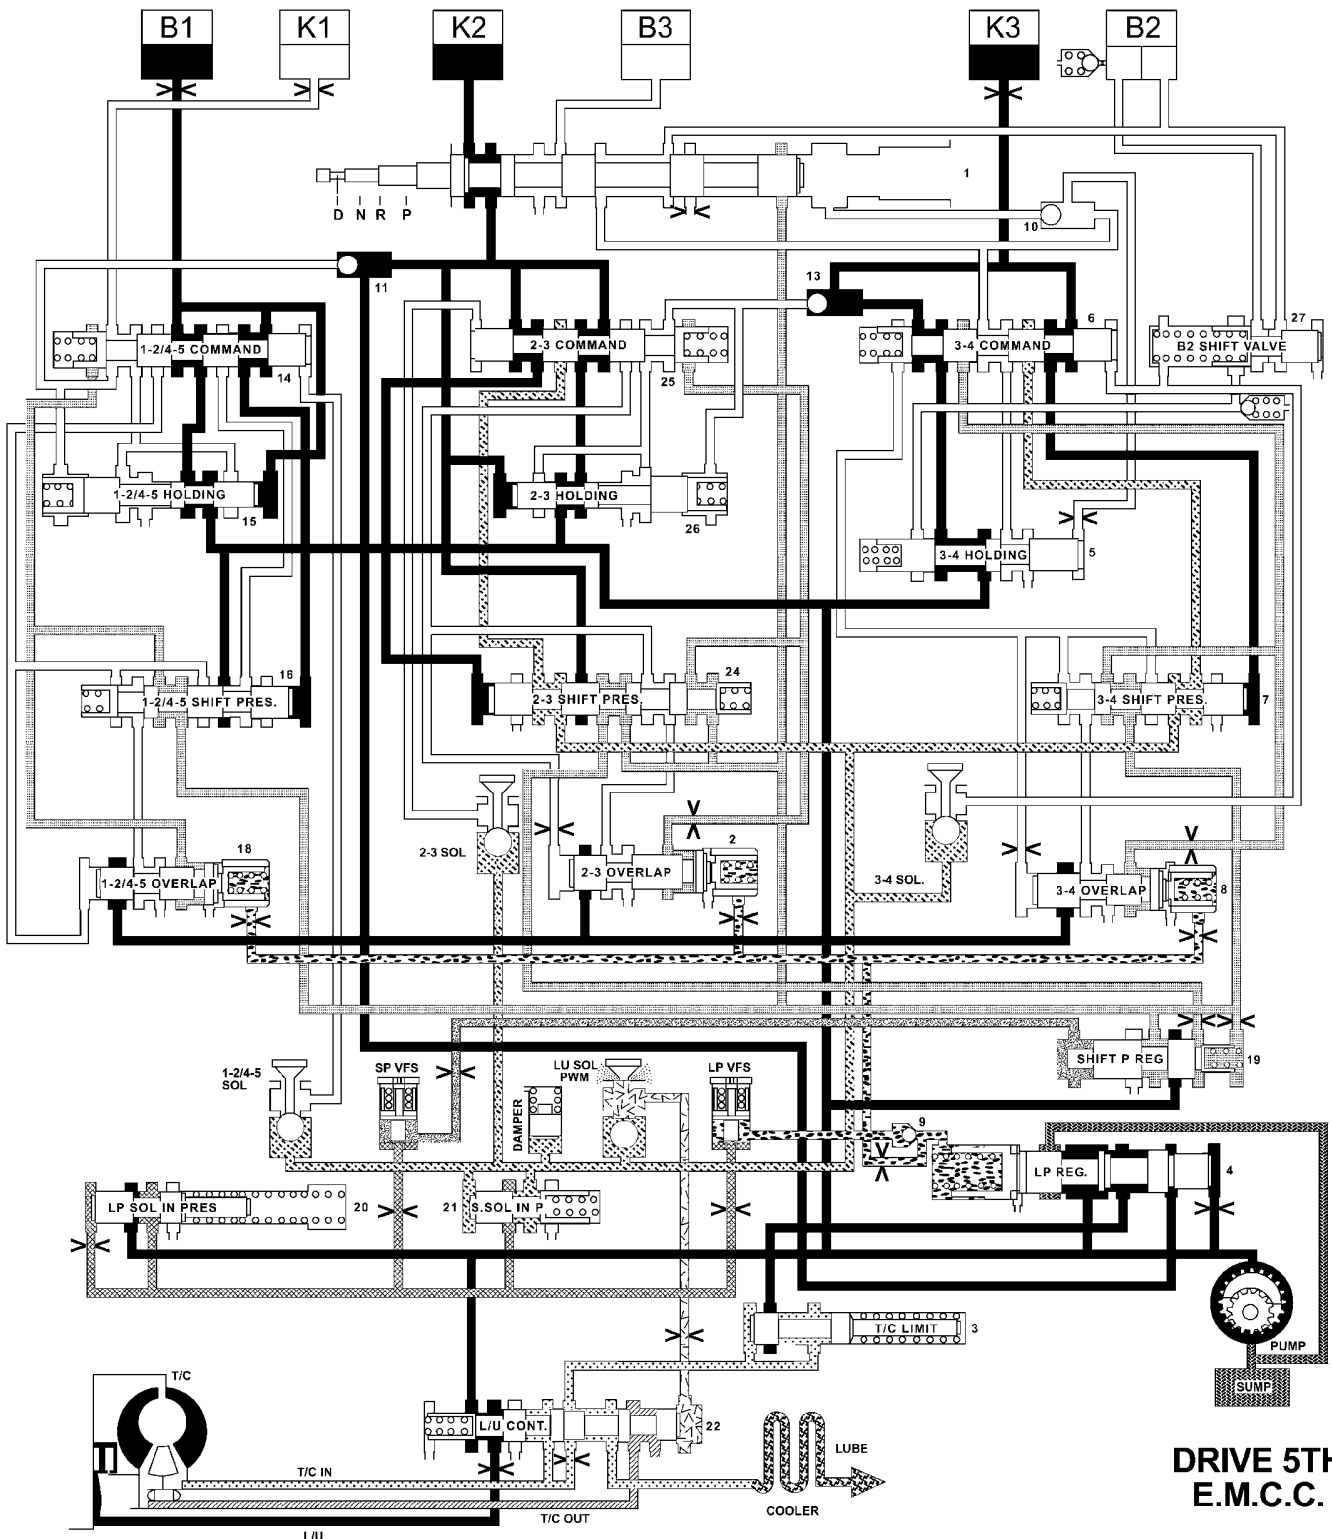 B1
K1
K2
B3
K3
B2
1
D N R P
10
11
13
14
1-2/4-5 COMMAND
2-3 COMMAND
25
6
3-4 COMMAND
27
B2 SHIFT VALVE
1-2/4-5 HOLDING
15
2-3 HOLDING
26
3-4 HOLDING
5
16
1-2/4-5 SHIFT PRES.
24
2-3 SHIFT PRES.
3-4 SHIFT PRES.
7
2-3 SOL
3-4 SOL.
18
1-2/4-5 OVERLAP
2
2-3 OVERLAP
3-4 OVERLAP
8
1-2/4-5
SOL
SP VFS
DAMPER
LU SOL
PWM
LP VFS
SHIFT P REG
19
9
LP REG.
4
LP SOL IN PRES
20
21
S.SOL IN P
T/C LIMIT
3
PUMP
SUMP
T/C
L/U CONT.
22
T/C IN
T/C OUT
L/U
LUBE
COOLER
DRIVE 5TH
E.M.C.C.